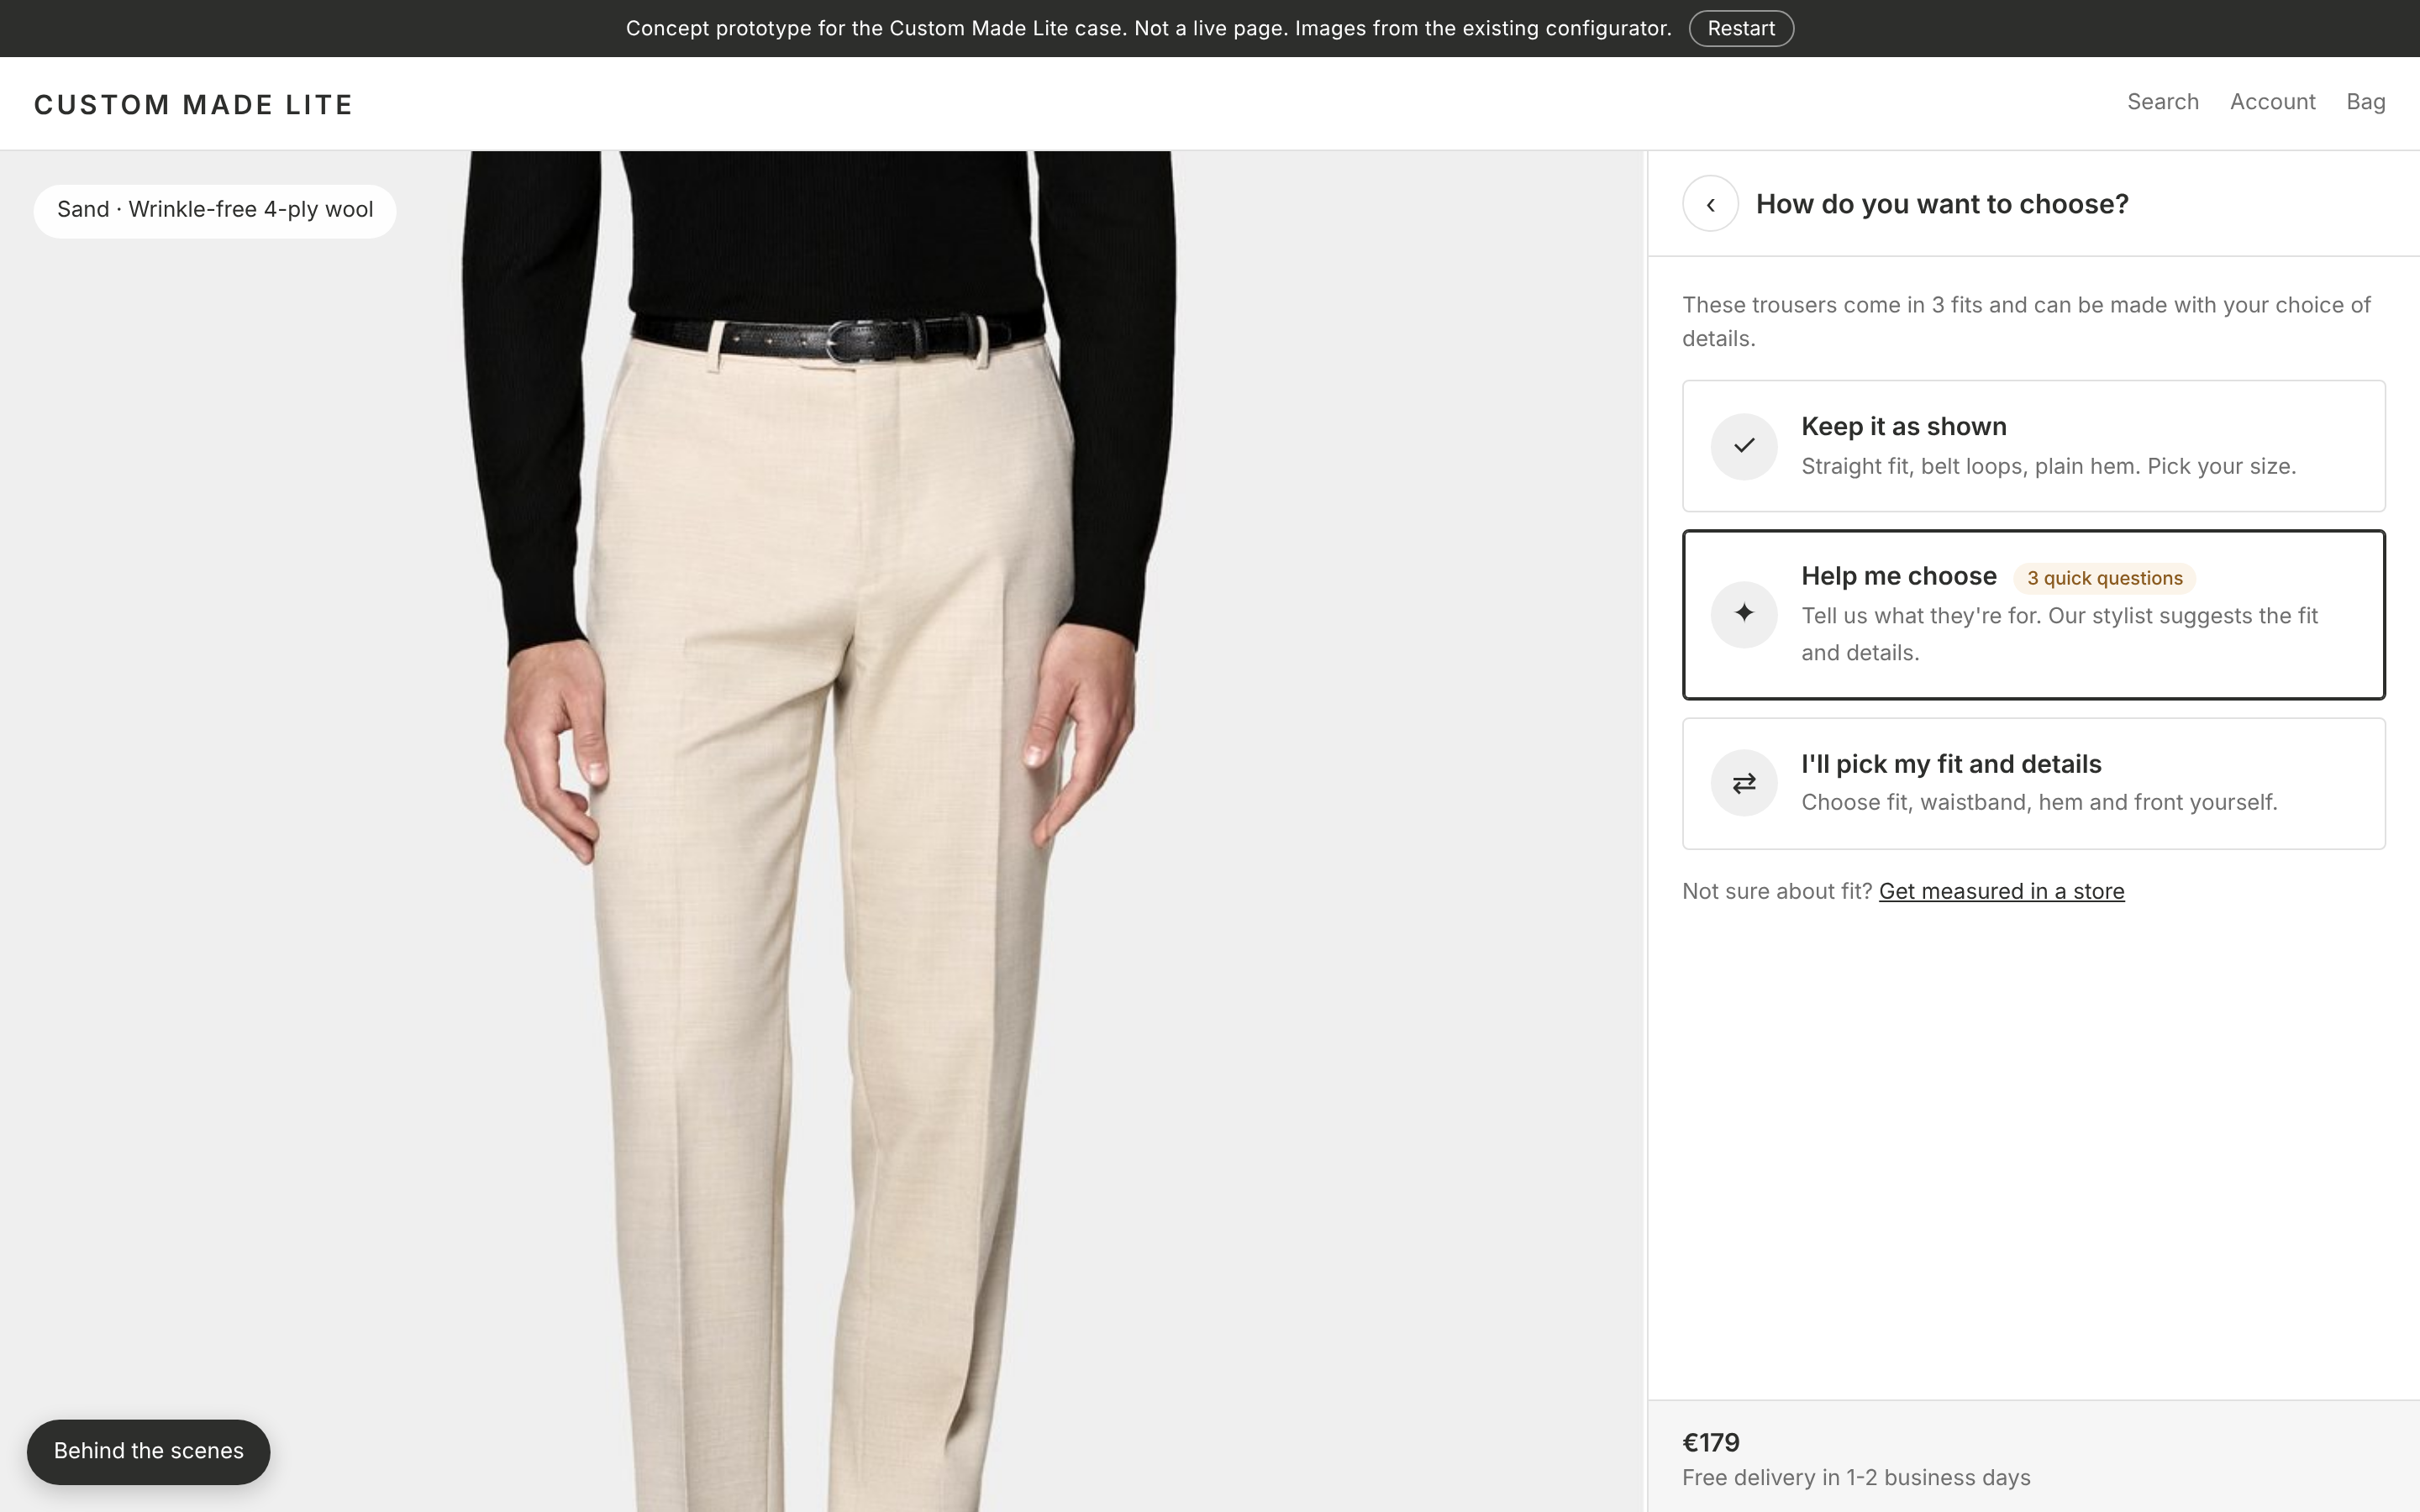 Concept prototype for the Custom Made Lite case. Not a live page. Images from the existing configurator.
Restart
CUSTOM MADE LITE
Search
Account
Bag
Sand · Wrinkle-free 4-ply wool
‹
How do you want to choose?
These trousers come in 3 fits and can be made with your choice of
details.
Keep it as shown
Straight fit, belt loops, plain hem. Pick your size.
Help me choose
3 quick questions
Tell us what they're for. Our stylist suggests the fit
and details.
I'll pick my fit and details
Choose fit, waistband, hem and front yourself.
Not sure about fit? Get measured in a store
Behind the scenes
€179
Free delivery in 1-2 business days